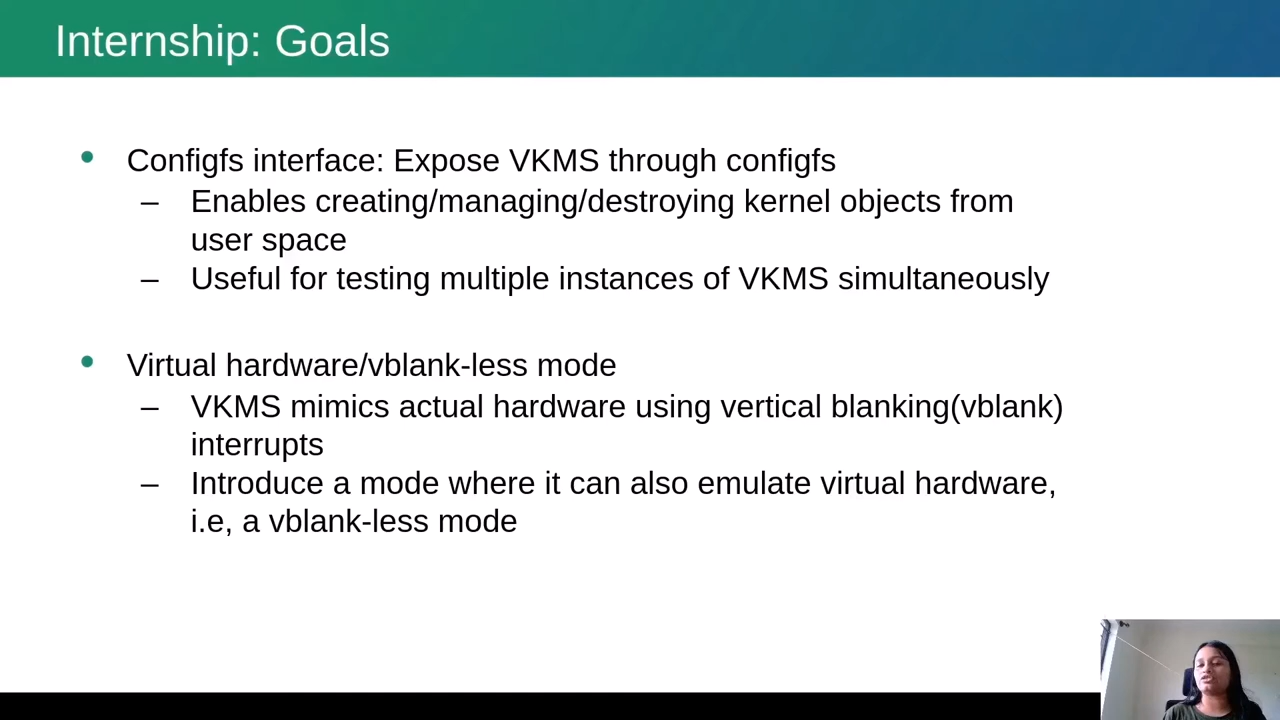 Internship: Goals
• Configfs interface: Expose VKMS through configfs
– Enables creating/managing/destroying kernel objects from
user space
– Useful for testing multiple instances of VKMS simultaneously
• Virtual hardware/vblank-less mode
– VKMS mimics actual hardware using vertical blanking(vblank)
interrupts
– Introduce a mode where it can also emulate virtual hardware,
i.e, a vblank-less mode